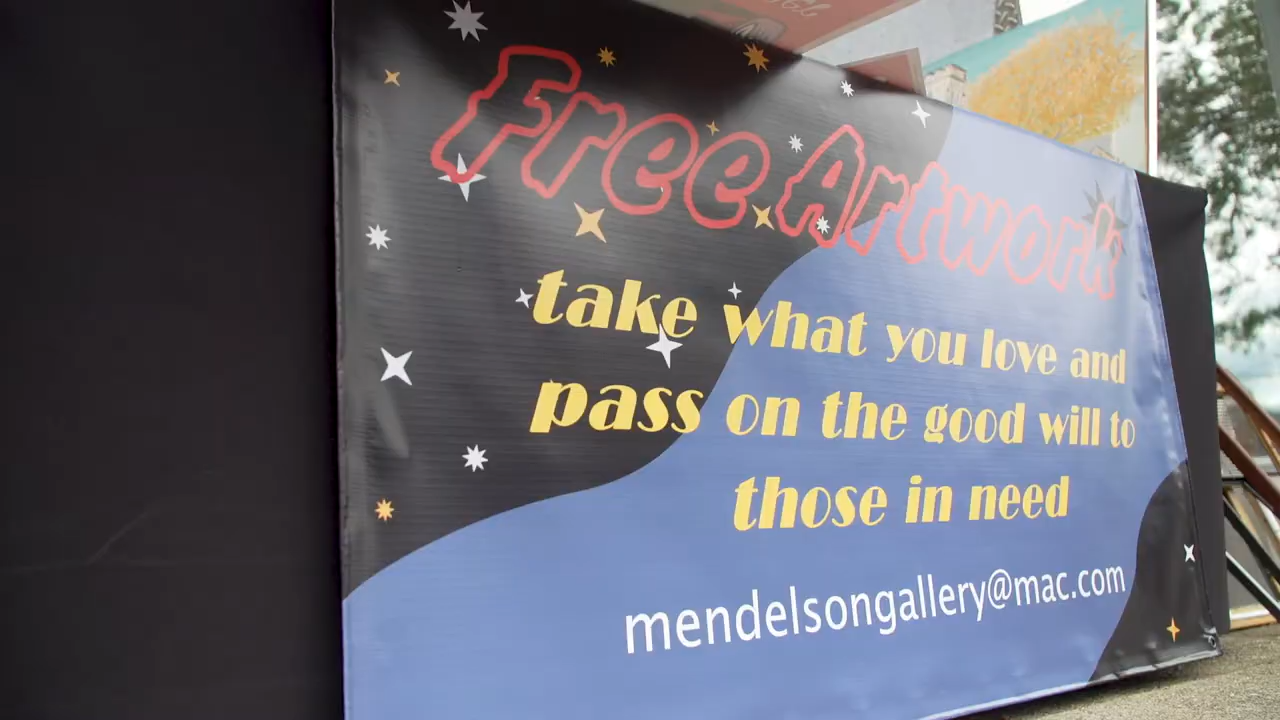 Free Artwork
take what you love and
pass on the good will to
those in need
mendelsongallery@mac.com